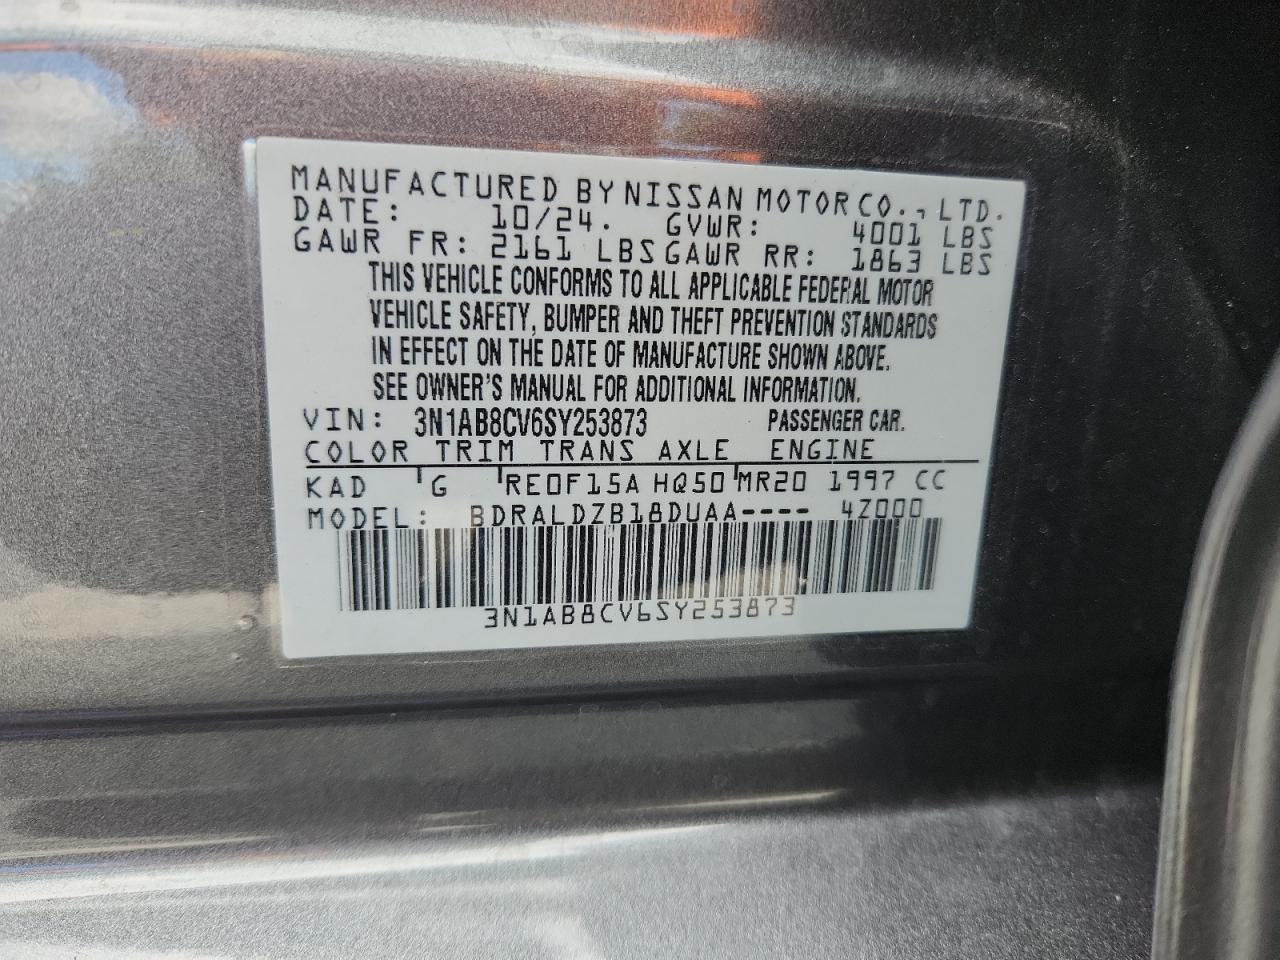 MANUFACTURED BY NISSAN MOTOR CO., LTD.
DATE: 10/24. GVWR: 4001 LBS
GAWR FR: 2161 LBS GAWR RR: 1863 LBS
THIS VEHICLE CONFORMS TO ALL APPLICABLE FEDERAL MOTOR
VEHICLE SAFETY, BUMPER AND THEFT PREVENTION STANDARDS
IN EFFECT ON THE DATE OF MANUFACTURE SHOWN ABOVE.
SEE OWNER'S MANUAL FOR ADDITIONAL INFORMATION.
VIN: 3N1AB8CV6SY253873 PASSENGER CAR.
COLOR TRIM TRANS AXLE ENGINE
KAD G RE0F15A HQ50 MR20 1997 CC
MODEL: BDRALDZB18DUAA---- 4Z000
3N1AB8CV6SY253873